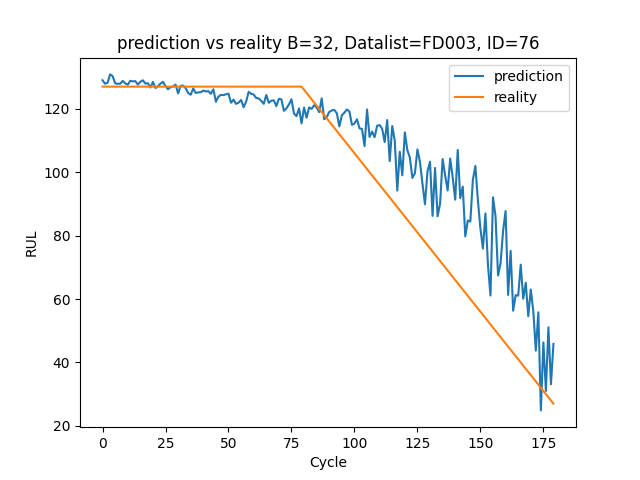 prediction vs reality B=32, Datalist=FD003, ID=76
prediction
reality
RUL
120
100
80
60
40
20
0 25 50 75 100 125 150 175
Cycle